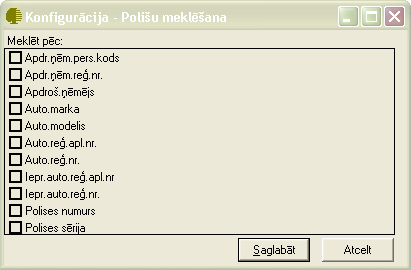 Konfigurācija - Polišu meklēšana
Meklēt pēc:
Apdr.ņēm.pers.kods
Apdr.ņēm.reģ.nr.
Apdroš.ņēmējs
Auto.marka
Auto.modelis
Auto.reģ.apl.nr.
Auto.reģ.nr.
Iepr.auto.reģ.apl.nr
Iepr.auto.reģ.nr.
Polises numurs
Polises sērija
Saglabāt
Atcelt